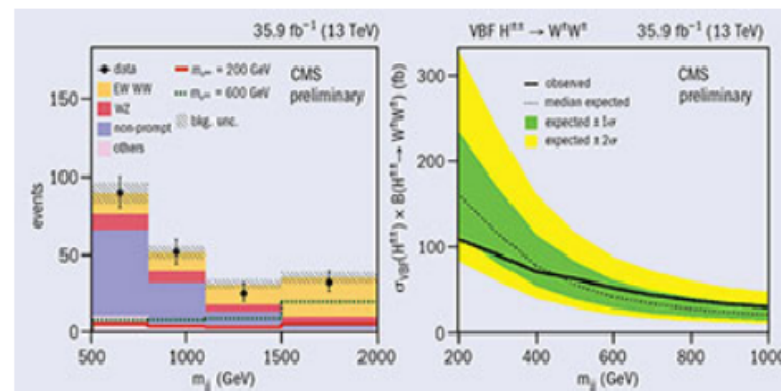 35.9 fb⁻¹ (13 TeV)
data
EW WW
WZ
non-prompt
others
= 200 GeV
= 600 GeV
bkg. unc.
CMS
preliminary
150
100
50
0
events
500
1000
1500
2000
m_jj (GeV)
VBF H^±± → W^±W^± 35.9 fb⁻¹ (13 TeV)
CMS
preliminary
observed
median expected
expected ± 1σ
expected ± 2σ
300
200
100
0
σ_VBF(H^±±) × B(H^±± → W^±W^±) (fb)
200
400
600
800
1000
m_jj (GeV)